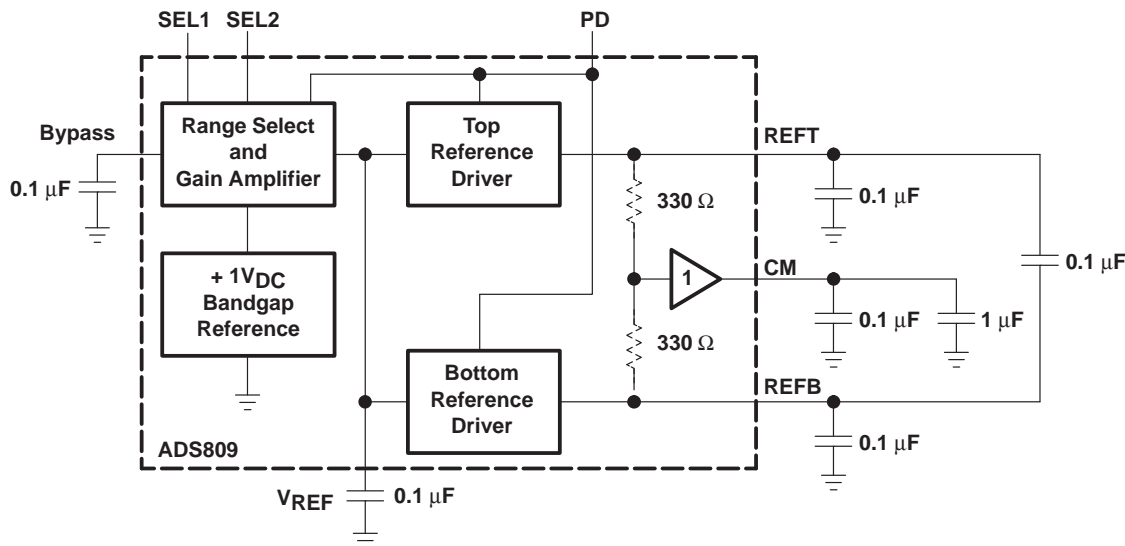 SEL1 SEL2 PD
Bypass
0.1 μF
Range Select
and
Gain Amplifier
Top
Reference
Driver
REFT
330 Ω
0.1 μF
+ 1VDC
Bandgap
Reference
1
CM
0.1 μF
0.1 μF
1 μF
330 Ω
Bottom
Reference
Driver
REFB
0.1 μF
ADS809
VREF
0.1 μF